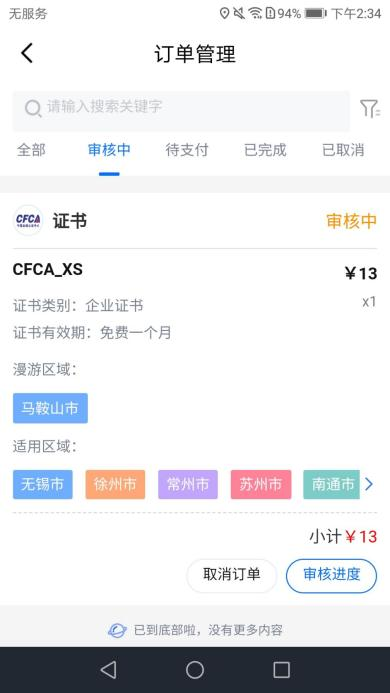 无服务 94% 下午2:34
订单管理
请输入搜索关键字
全部 审核中 待支付 已完成 已取消
CFCA 证书 审核中
CFCA_XS ￥13
证书类别：企业证书 x1
证书有效期：免费一个月
漫游区域：
马鞍山市
适用区域：
无锡市 徐州市 常州市 苏州市 南通市
小计￥13
取消订单 审核进度
已到底部啦，没有更多内容